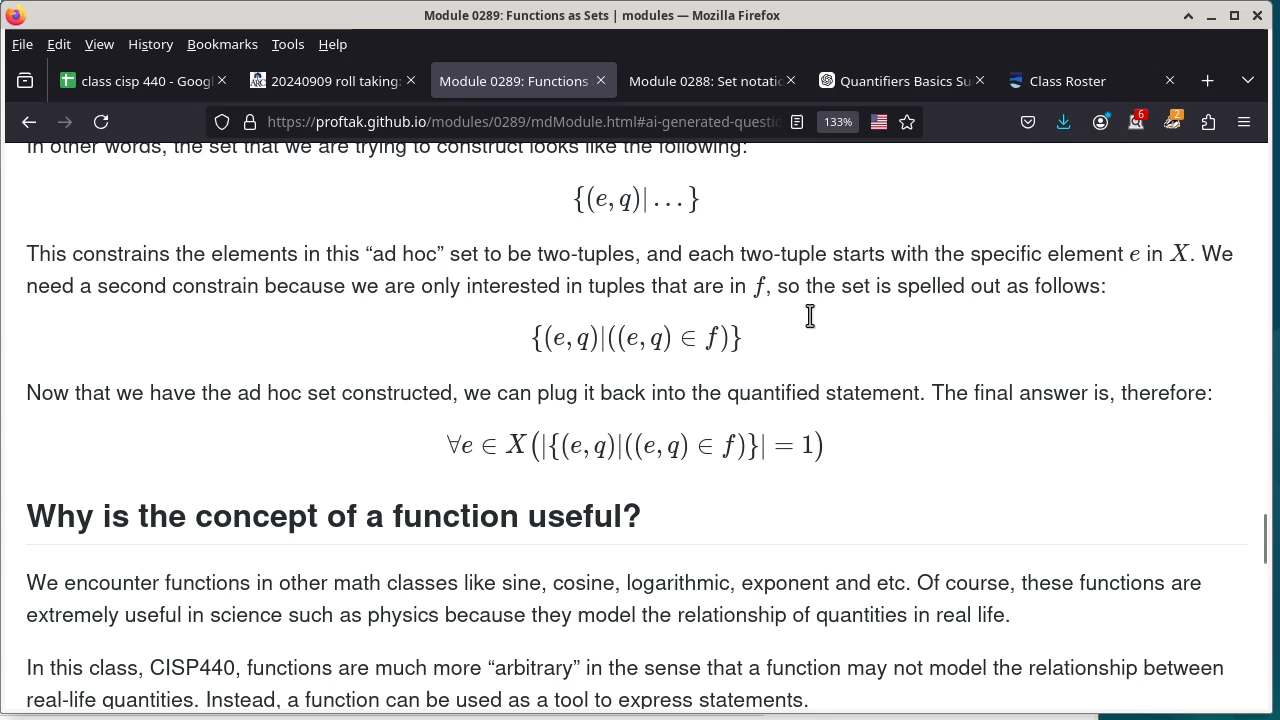 Module 0289: Functions as Sets | modules — Mozilla Firefox
File Edit View History Bookmarks Tools Help
class cisp 440 - Googl
20240909 roll taking:
Module 0289: Functions
Module 0288: Set notatio
Quantifiers Basics Su
Class Roster
https://proftak.github.io/modules/0289/mdModule.html#ai-generated-questio 133% 6 2
In other words, the set that we are trying to construct looks like the following:
{(e, q)| . . . }
This constrains the elements in this “ad hoc” set to be two-tuples, and each two-tuple starts with the specific element e in X. We
need a second constrain because we are only interested in tuples that are in f, so the set is spelled out as follows:
{(e, q)|((e, q) ∈ f)}
Now that we have the ad hoc set constructed, we can plug it back into the quantified statement. The final answer is, therefore:
∀e ∈ X(|{(e, q)|((e, q) ∈ f)}| = 1)
Why is the concept of a function useful?
We encounter functions in other math classes like sine, cosine, logarithmic, exponent and etc. Of course, these functions are
extremely useful in science such as physics because they model the relationship of quantities in real life.
In this class, CISP440, functions are much more “arbitrary” in the sense that a function may not model the relationship between
real-life quantities. Instead, a function can be used as a tool to express statements.